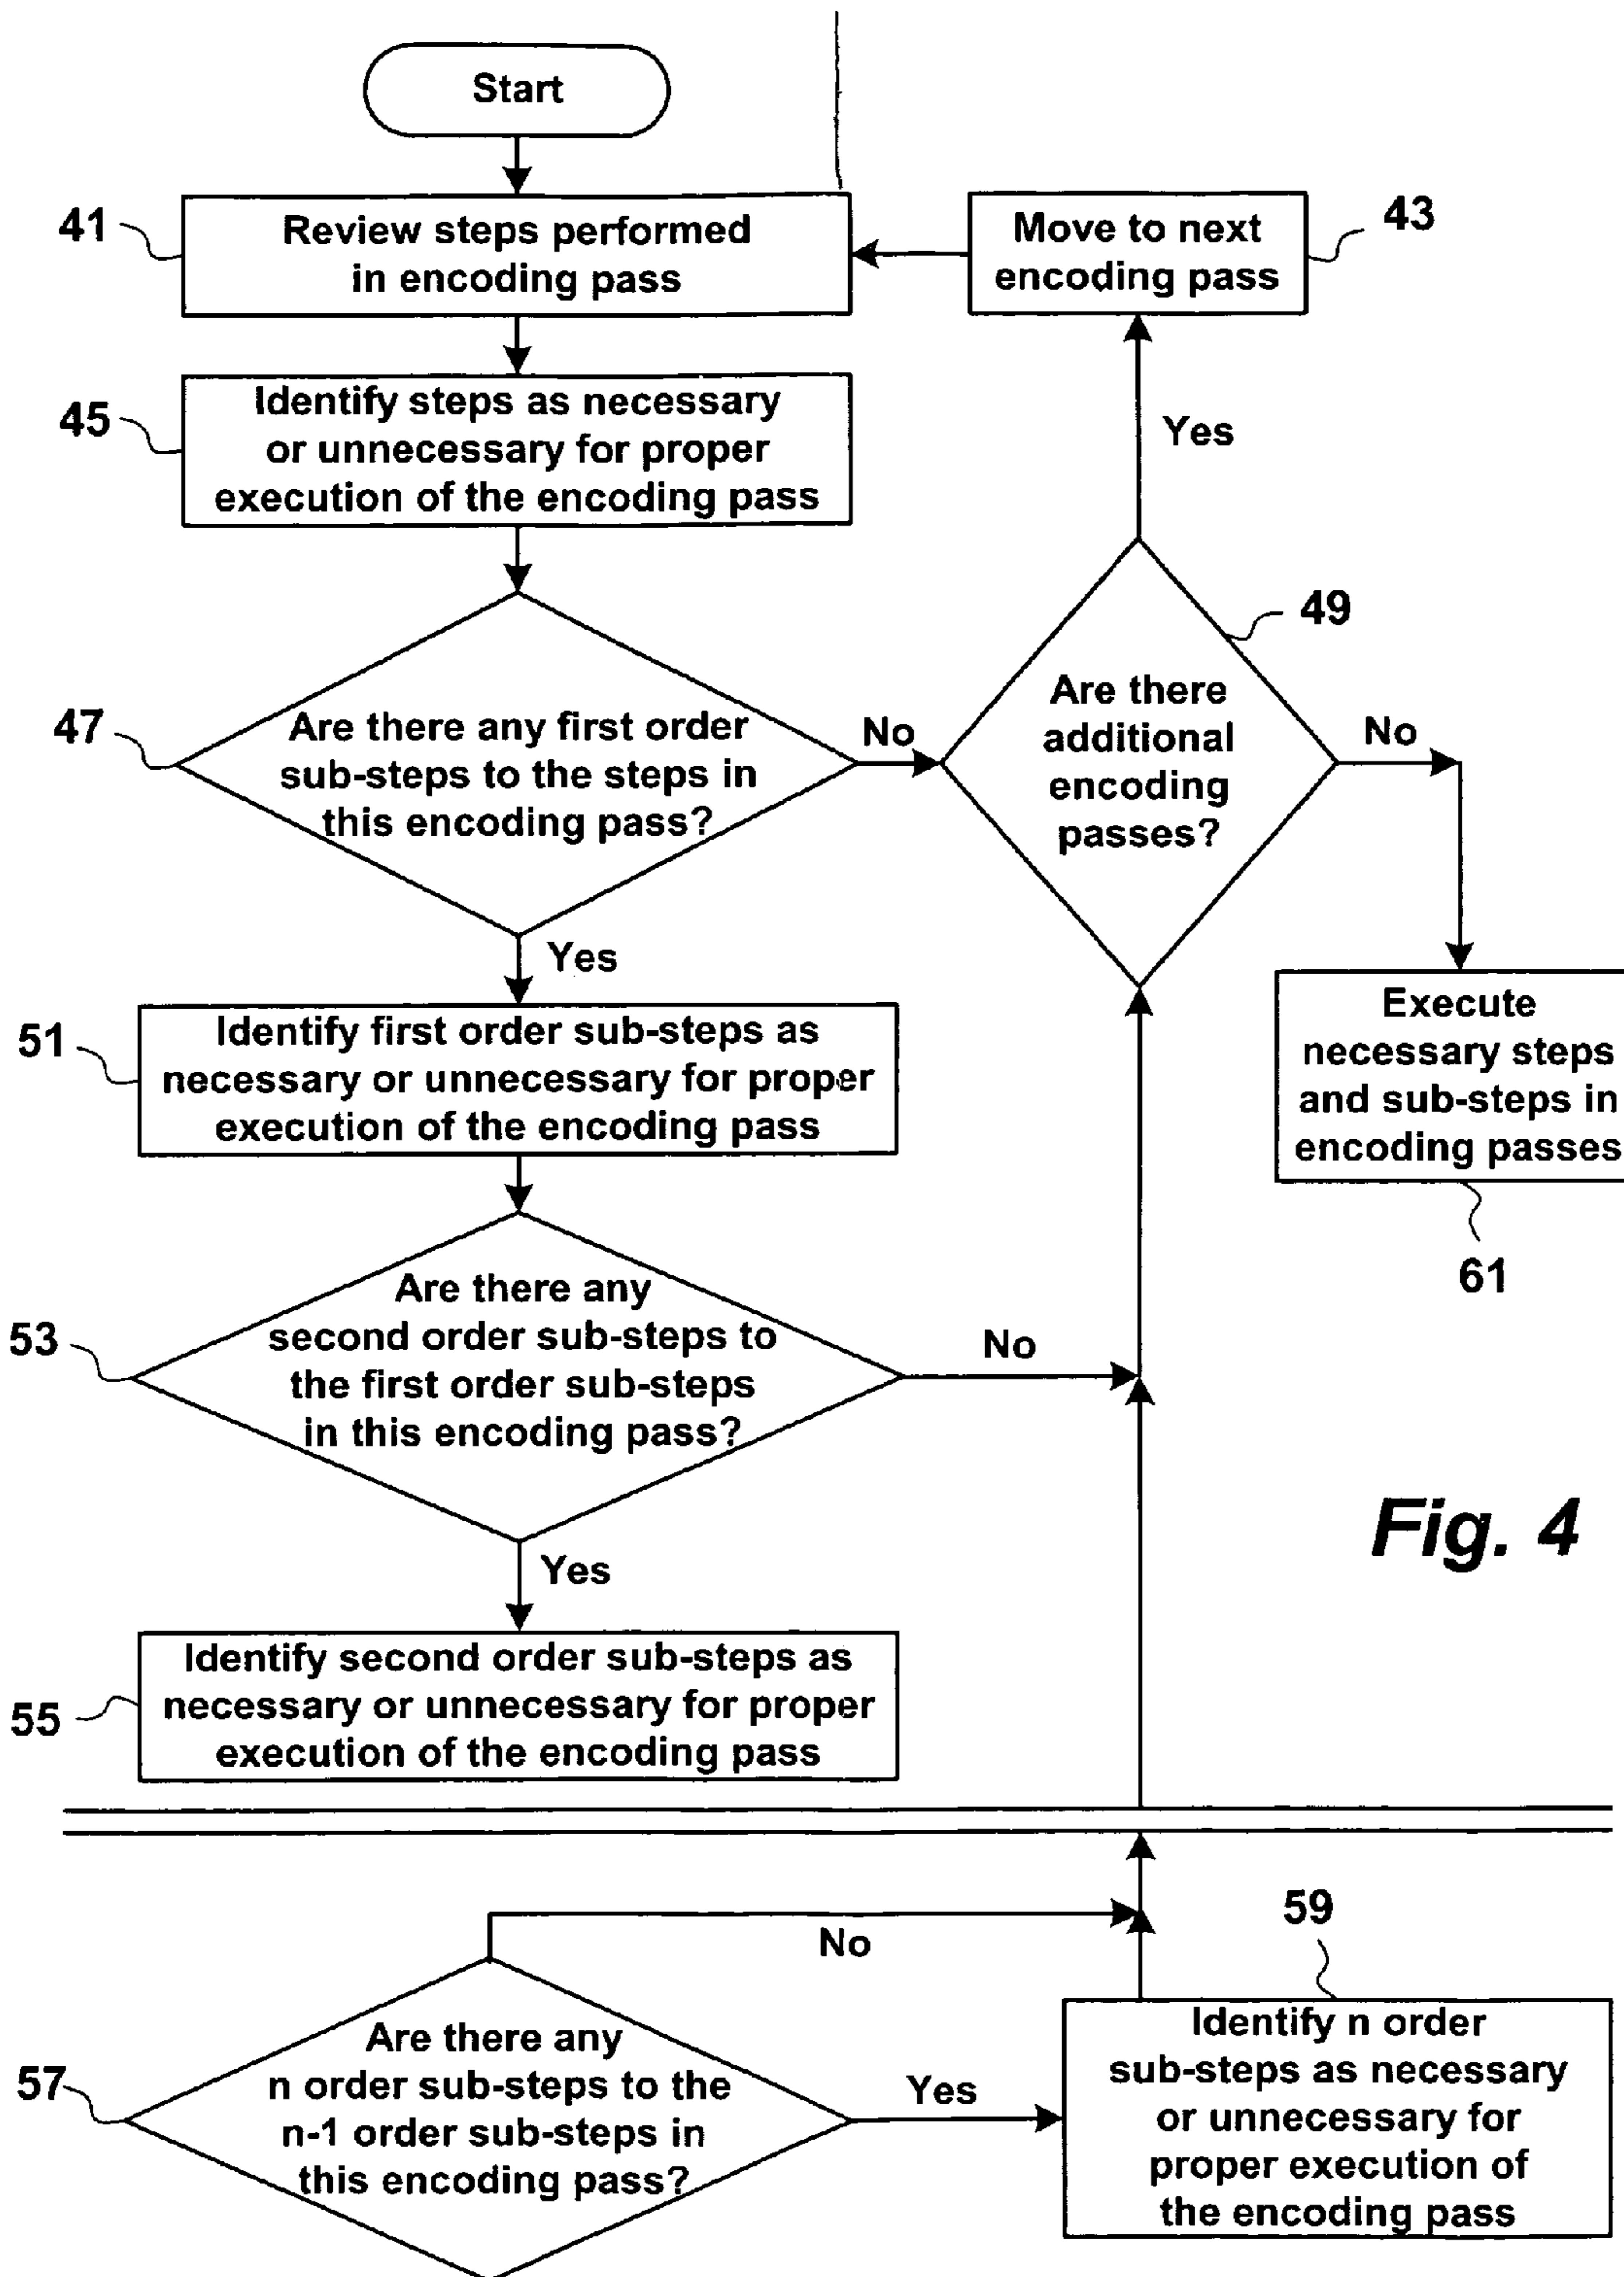 Start
41
Review steps performed
in encoding pass
Move to next
encoding pass
43
45
Identify steps as necessary
or unnecessary for proper
execution of the encoding pass
Yes
47
Are there any first order
sub-steps to the steps in
this encoding pass?
No
49
Are there
additional
encoding
passes?
No
Yes
51
Identify first order sub-steps as
necessary or unnecessary for proper
execution of the encoding pass
Execute
necessary steps
and sub-steps in
encoding passes
61
53
Are there any
second order sub-steps to
the first order sub-steps
in this encoding pass?
No
Yes
Fig. 4
55
Identify second order sub-steps as
necessary or unnecessary for proper
execution of the encoding pass
No
57
Are there any
n order sub-steps to the
n-1 order sub-steps in
this encoding pass?
Yes
59
Identify n order
sub-steps as necessary
or unnecessary for
proper execution of
the encoding pass